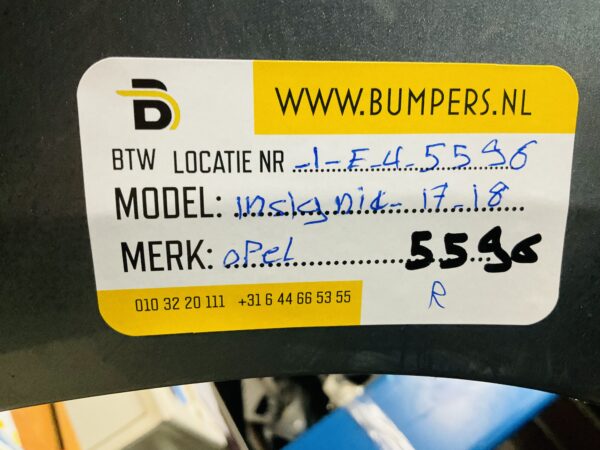 WWW.BUMPERS.NL
BTW LOCATIE NR -1-E-4-5596
MODEL: insignia-17-18
MERK: oPel 5596
010 32 20 111 +31 6 44 66 53 55
R